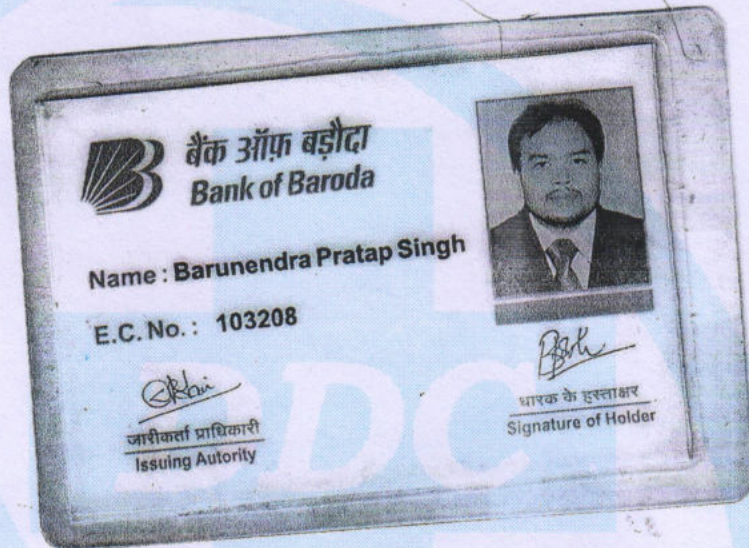 बैंक ऑफ़ बड़ौदा
Bank of Baroda
Name : Barunendra Pratap Singh
E.C. No. : 103208
जारीकर्ता प्राधिकारी
Issuing Autority
धारक के हस्ताक्षर
Signature of Holder
DDC